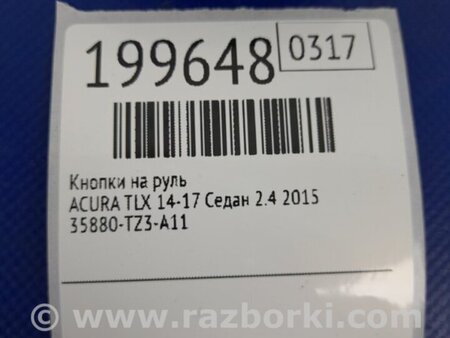 199648 0317
Кнопки на руль
ACURA TLX 14-17 Седан 2.4 2015
35880-TZ3-A11
www.razborki.com